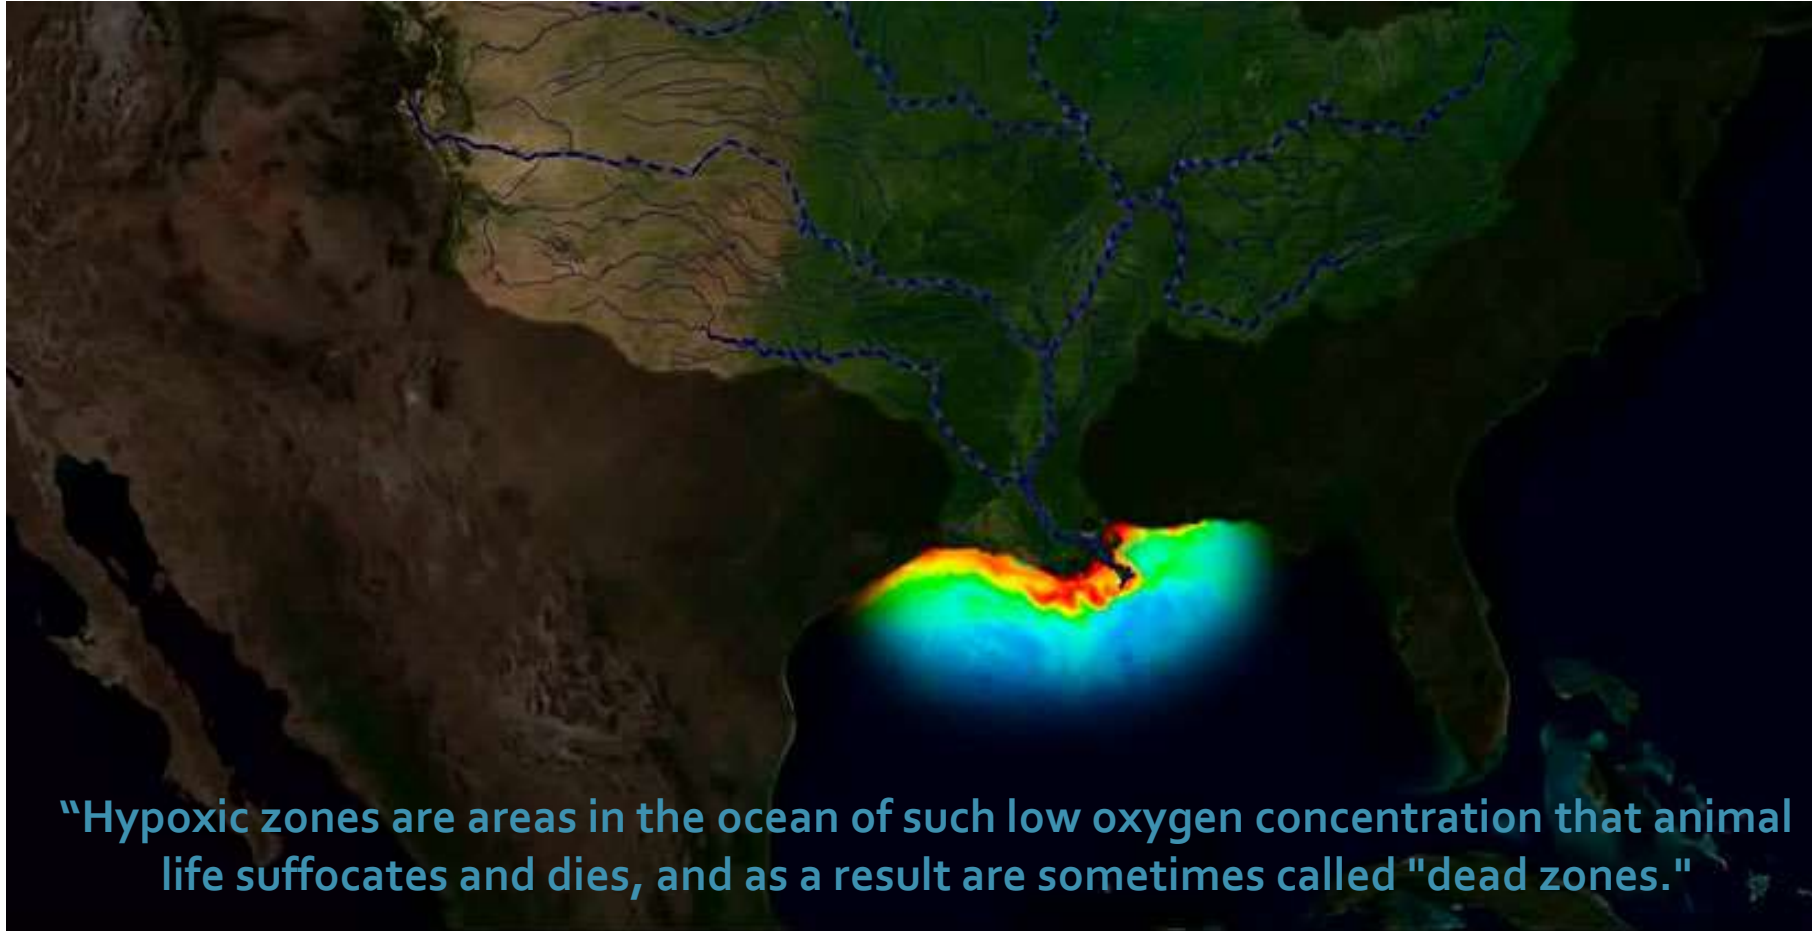 “Hypoxic zones are areas in the ocean of such low oxygen concentration that animal
life suffocates and dies, and as a result are sometimes called "dead zones."